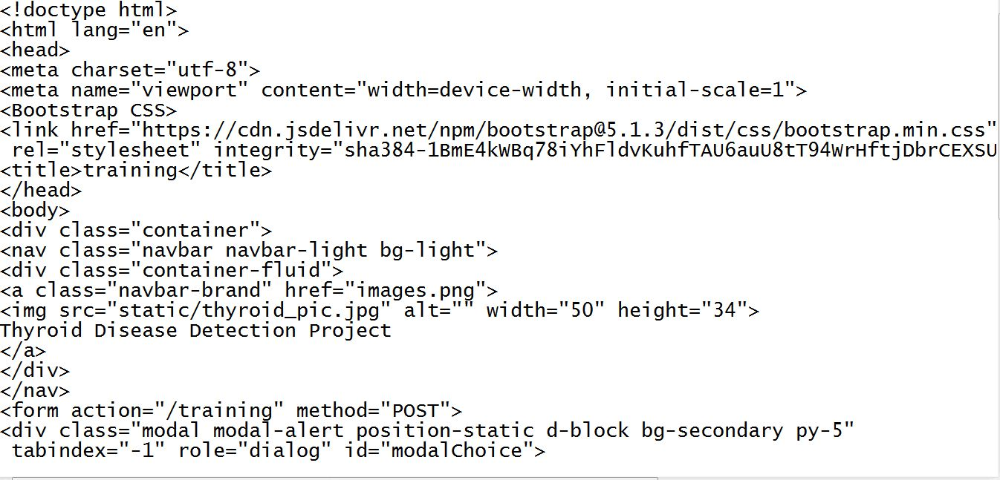 <!doctype html>
<html lang="en">
<head>
<meta charset="utf-8">
<meta name="viewport" content="width=device-width, initial-scale=1">
<Bootstrap CSS>
<link href="https://cdn.jsdelivr.net/npm/bootstrap@5.1.3/dist/css/bootstrap.min.css"
rel="stylesheet" integrity="sha384-1BmE4kWBq78iYhFldvKuhfTAU6auU8tT94WrHftjDbrCEXSU
<title>training</title>
</head>
<body>
<div class="container">
<nav class="navbar navbar-light bg-light">
<div class="container-fluid">
<a class="navbar-brand" href="images.png">
<img src="static/thyroid_pic.jpg" alt="" width="50" height="34">
Thyroid Disease Detection Project
</a>
</div>
</nav>
<form action="/training" method="POST">
<div class="modal modal-alert position-static d-block bg-secondary py-5"
tabindex="-1" role="dialog" id="modalChoice">